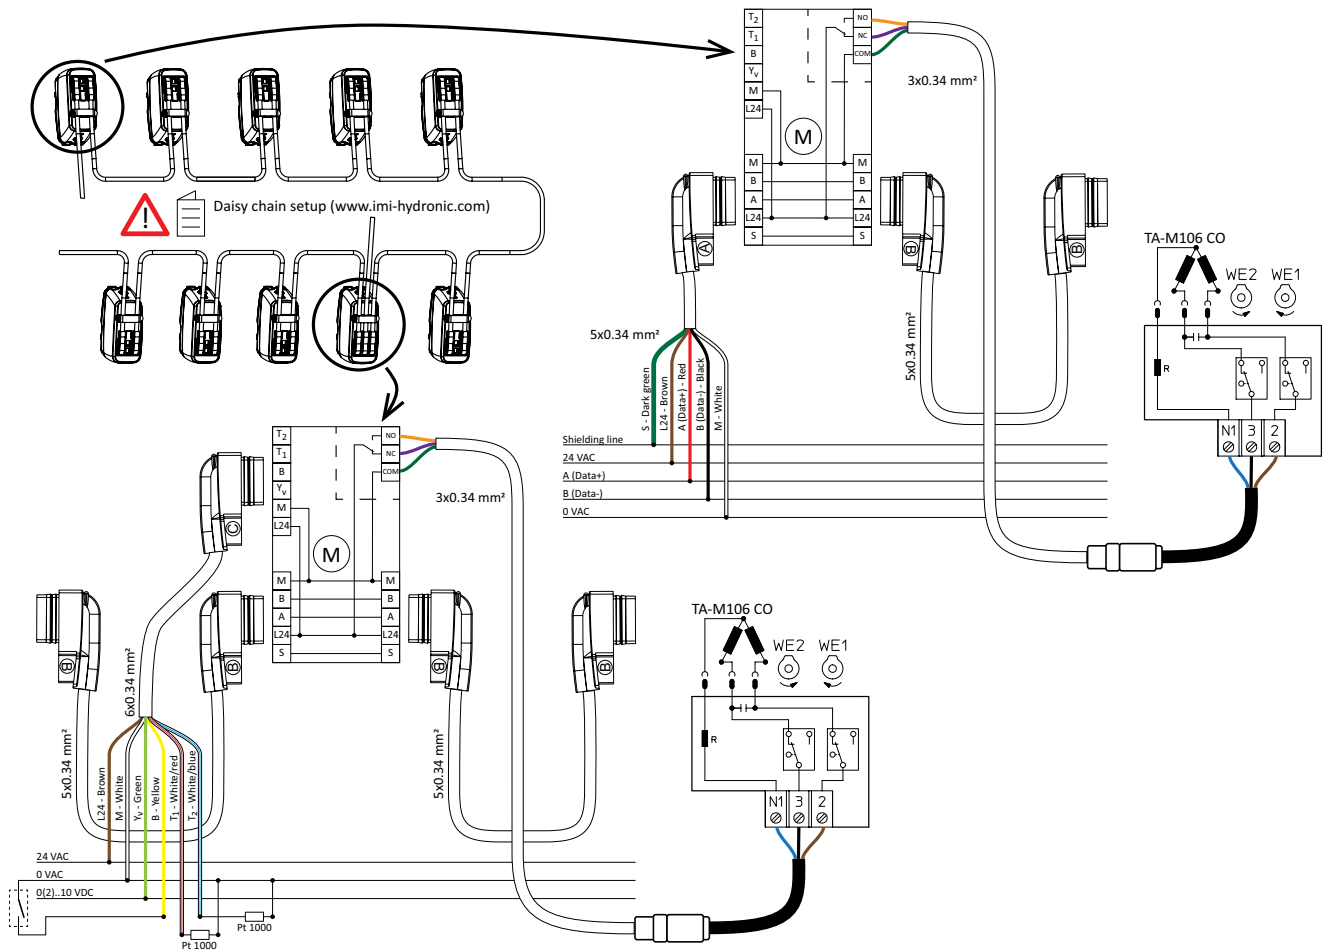 T2
T1
B
Yv
M
L24
NO
NC
COM
M
M
B
A
L24
S
M
B
A
L24
S
3x0.34 mm²
Daisy chain setup (www.imi-hydronic.com)
A
B
B
5x0.34 mm²
5x0.34 mm²
S - Dark green
L24 - Brown
A (Data+) - Red
B (Data-) - Black
M - White
Shielding line
24 VAC
A (Data+)
B (Data-)
0 VAC
TA-M106 CO
WE2
WE1
R
N1
3
2
T2
T1
B
Yv
M
L24
NO
NC
COM
M
M
B
A
L24
S
M
B
A
L24
S
3x0.34 mm²
C
B
B
B
B
6x0.34 mm²
5x0.34 mm²
5x0.34 mm²
L24 - Brown
M - White
Yv - Green
B - Yellow
T1 - White/red
T2 - White/blue
24 VAC
0 VAC
0(2)..10 VDC
Pt 1000
Pt 1000
TA-M106 CO
WE2
WE1
R
N1
3
2